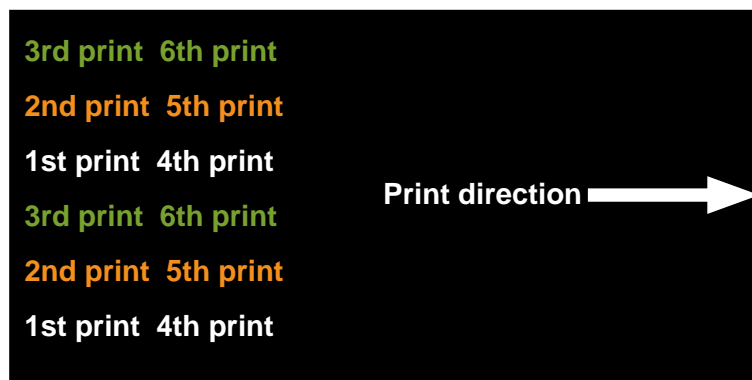 3rd print 6th print
2nd print 5th print
1st print 4th print
Print direction
3rd print 6th print
2nd print 5th print
1st print 4th print